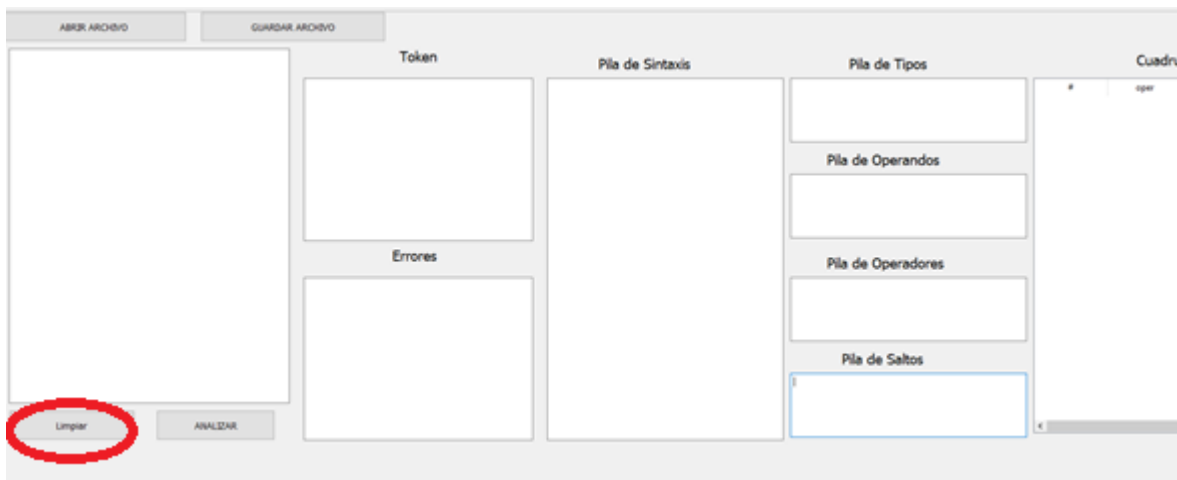 ABRIR ARCHIVO
GUARDAR ARCHIVO
Token
Pila de Sintaxis
Pila de Tipos
Cuadru
#
oper
Pila de Operandos
Errores
Pila de Operadores
Pila de Saltos
Limpiar
ANALIZAR